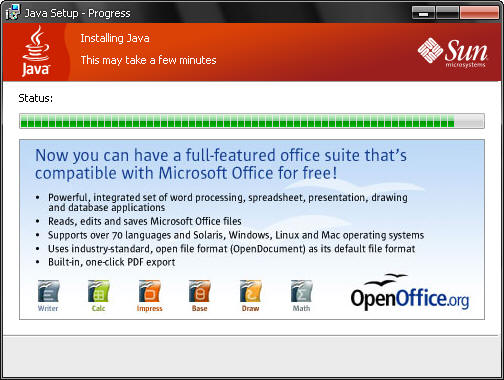 Java Setup - Progress
Installing Java
This may take a few minutes
Java
Sun
microsystems
Status:
Now you can have a full-featured office suite that's
compatible with Microsoft Office for free!
• Powerful, integrated set of word processing, spreadsheet, presentation, drawing
and database applications
• Reads, edits and saves Microsoft Office files
• Supports over 70 languages and Solaris, Windows, Linux and Mac operating systems
• Uses industry-standard, open file format (OpenDocument) as its default file format
• Built-in, one-click PDF export
Writer Calc Impress Base Draw Math
OpenOffice.org